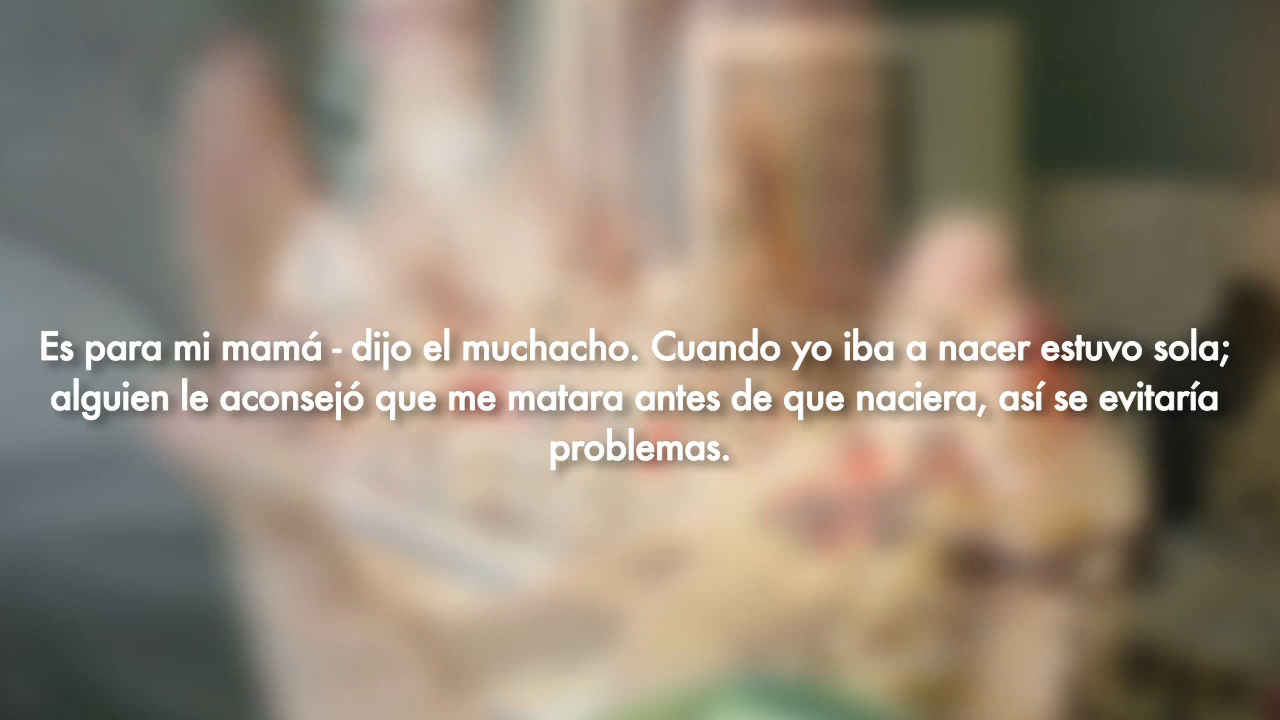 Es para mi mamá - dijo el muchacho. Cuando yo iba a nacer estuvo sola;
alguien le aconsejó que me matara antes de que naciera, así se evitaría
problemas.